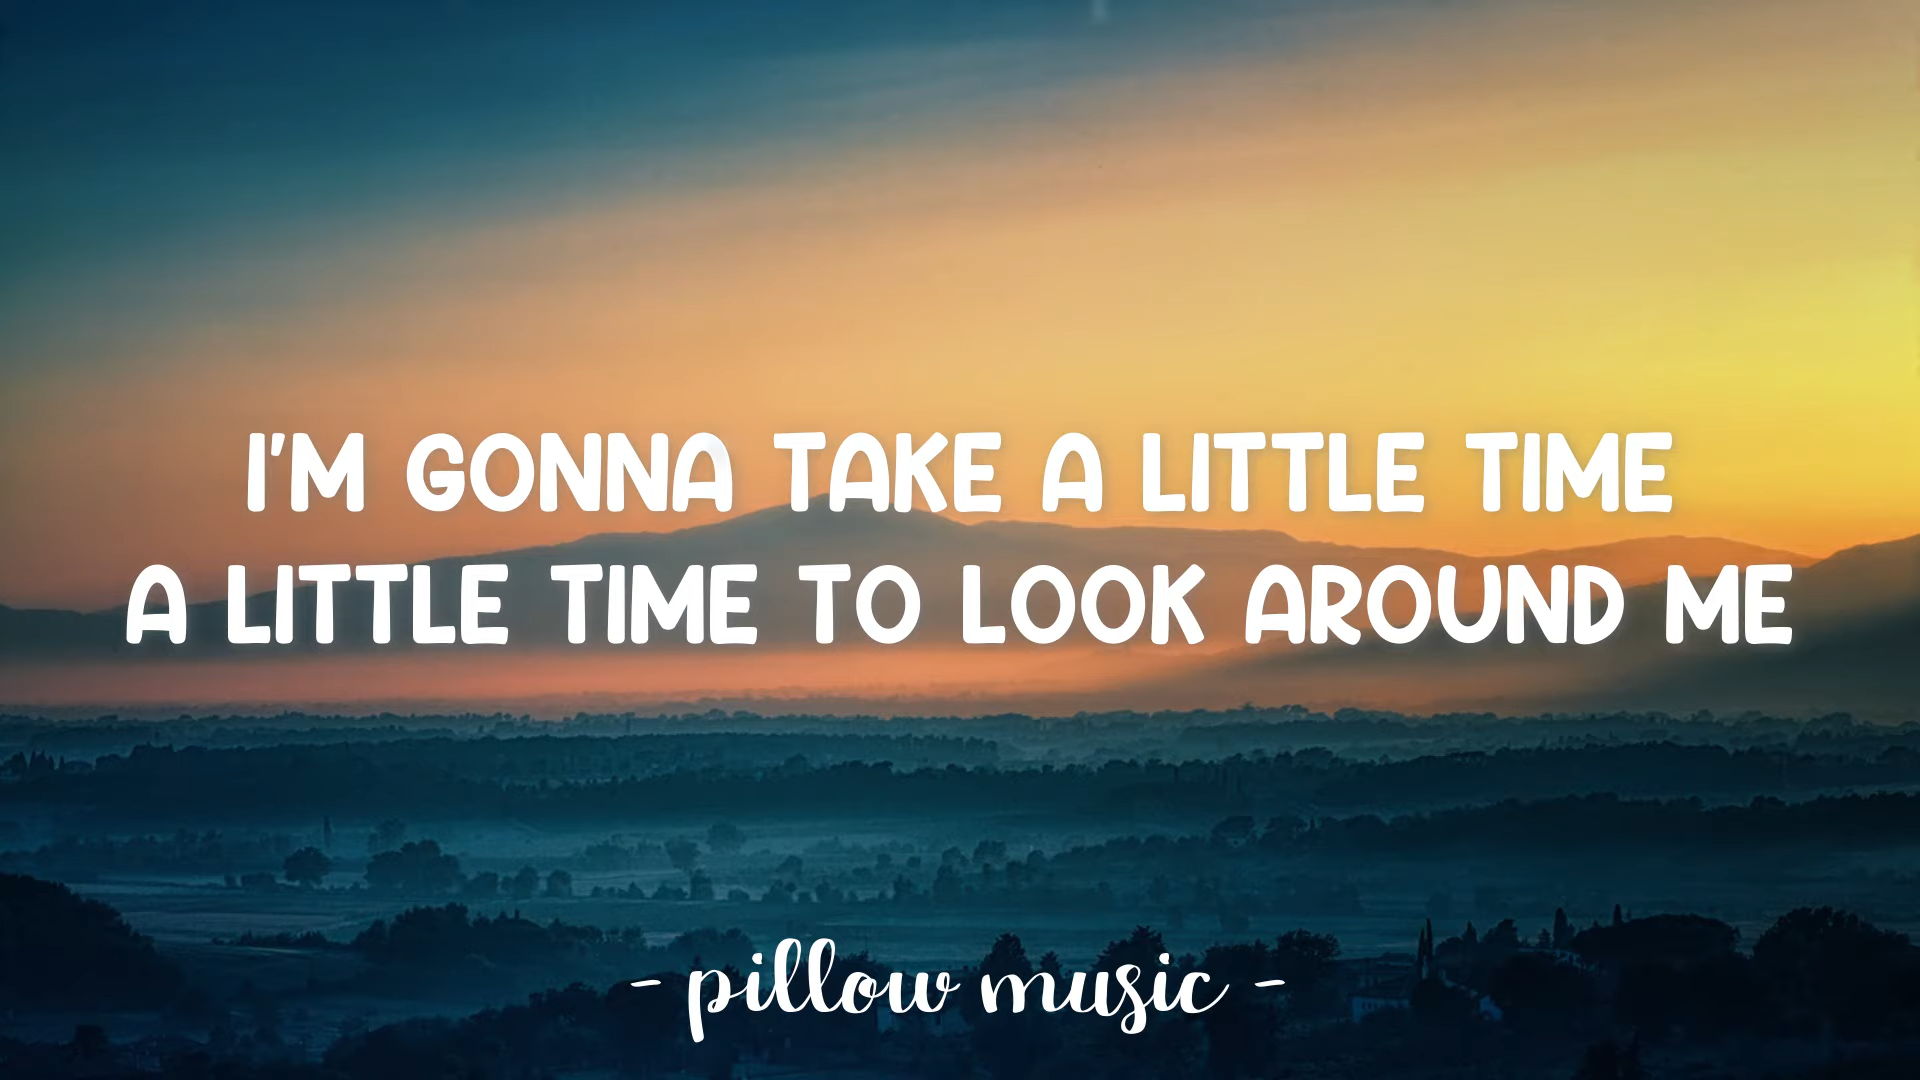 I'M GONNA TAKE A LITTLE TIME
A LITTLE TIME TO LOOK AROUND ME
- pillow music -